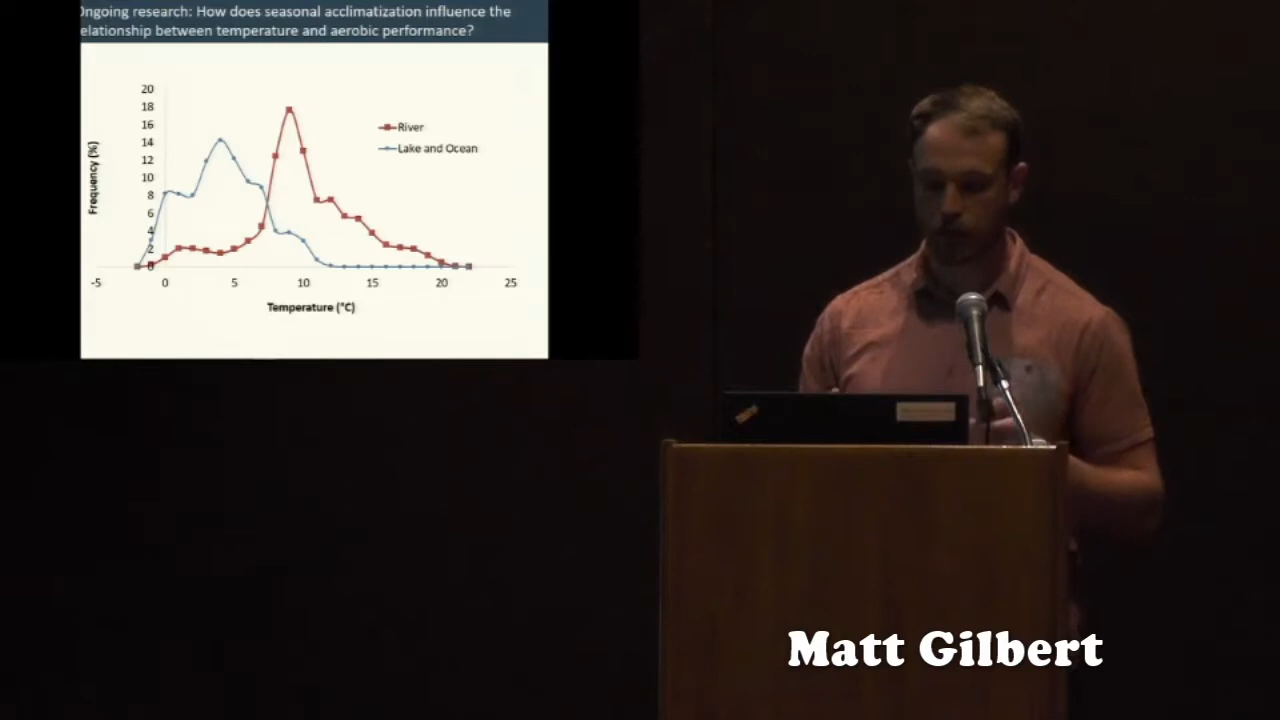 Ongoing research: How does seasonal acclimatization influence the
relationship between temperature and aerobic performance?
20
18
16
14
12
10
8
6
4
2
0
Frequency (%)
River
Lake and Ocean
-5 0 5 10 15 20 25
Temperature (°C)
Matt Gilbert